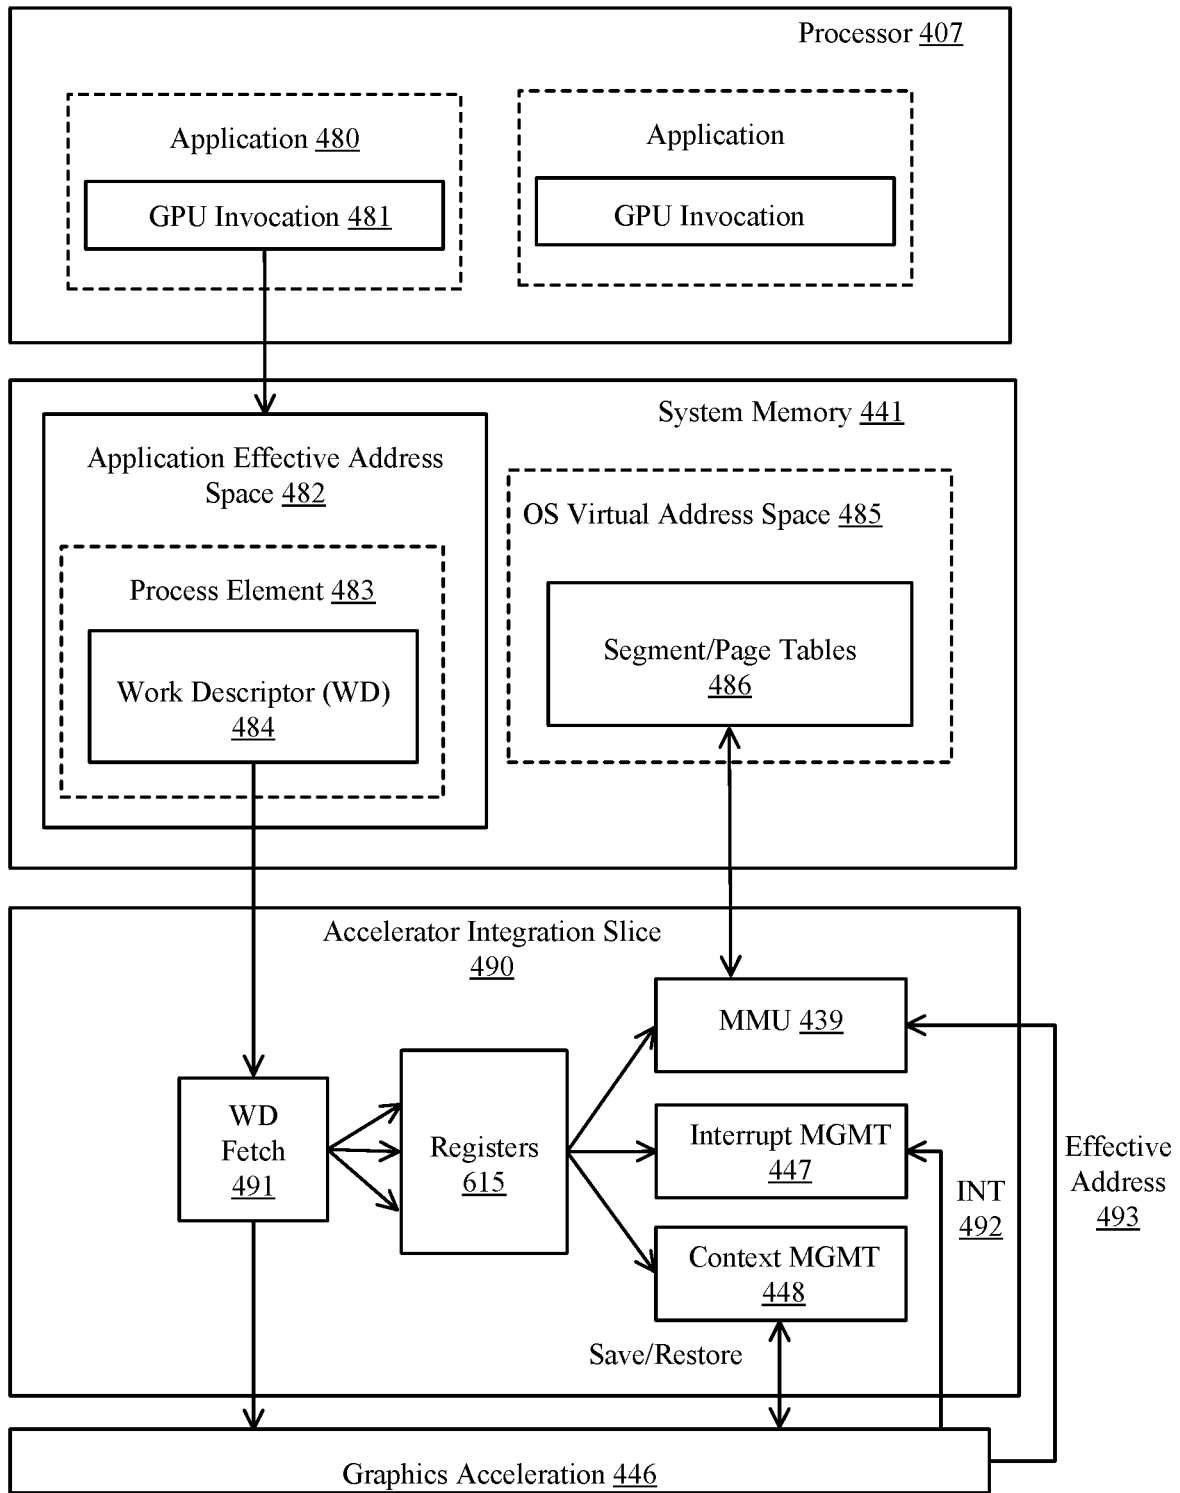 Processor 407
Application 480
GPU Invocation 481
Application
GPU Invocation
System Memory 441
Application Effective Address
Space 482
Process Element 483
Work Descriptor (WD)
484
OS Virtual Address Space 485
Segment/Page Tables
486
Accelerator Integration Slice
490
WD
Fetch
491
Registers
615
MMU 439
Interrupt MGMT
447
Context MGMT
448
Save/Restore
INT
492
Effective
Address
493
Graphics Acceleration 446